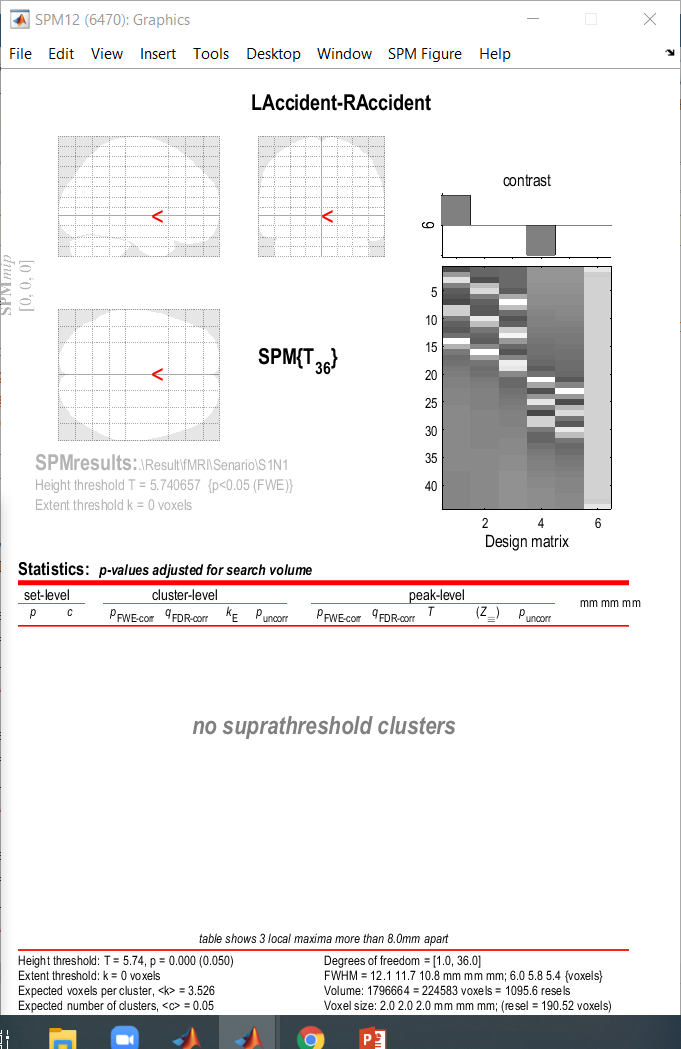 SPM12 (6470): Graphics
File Edit View Insert Tools Desktop Window SPM Figure Help
LAccident-RAccident
contrast
6
SPMmip
[0, 0, 0]
<
<
<
SPM{T36}
5
10
15
20
25
30
35
40
2 4 6
Design matrix
SPMresults: .\Result\fMRI\Senario\S1N1
Height threshold T = 5.740657 {p<0.05 (FWE)}
Extent threshold k = 0 voxels
Statistics: p-values adjusted for search volume
set-level cluster-level peak-level mm mm mm
p c pFWE-corr qFDR-corr kE puncorr pFWE-corr qFDR-corr T (Z≡) puncorr
no suprathreshold clusters
table shows 3 local maxima more than 8.0mm apart
Height threshold: T = 5.74, p = 0.000 (0.050)
Extent threshold: k = 0 voxels
Expected voxels per cluster, <k> = 3.526
Expected number of clusters, <c> = 0.05
Degrees of freedom = [1.0, 36.0]
FWHM = 12.1 11.7 10.8 mm mm mm; 6.0 5.8 5.4 {voxels}
Volume: 1796664 = 224583 voxels = 1095.6 resels
Voxel size: 2.0 2.0 2.0 mm mm mm; (resel = 190.52 voxels)